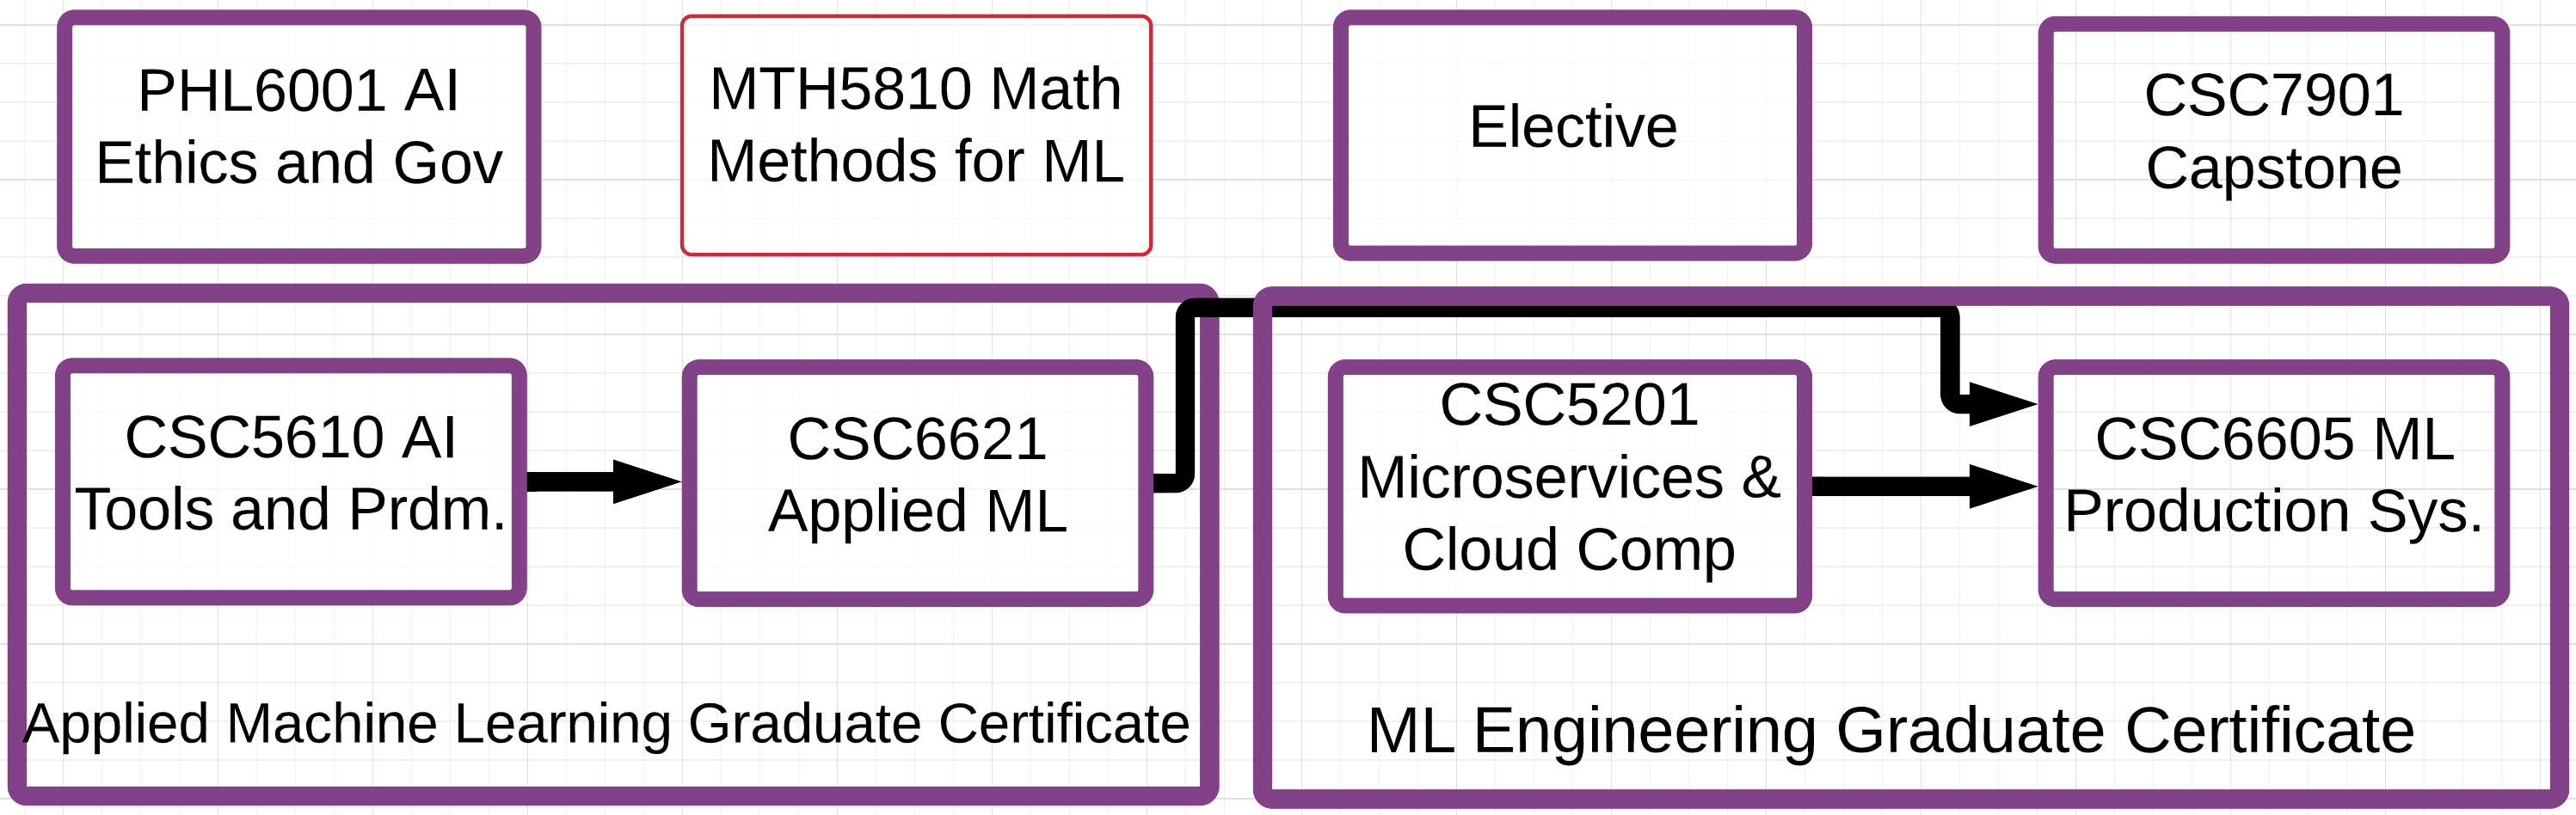 PHL6001 AI
Ethics and Gov
MTH5810 Math
Methods for ML
Elective
CSC7901
Capstone
CSC5610 AI
Tools and Prdm.
CSC6621
Applied ML
CSC5201
Microservices &
Cloud Comp
CSC6605 ML
Production Sys.
Applied Machine Learning Graduate Certificate
ML Engineering Graduate Certificate